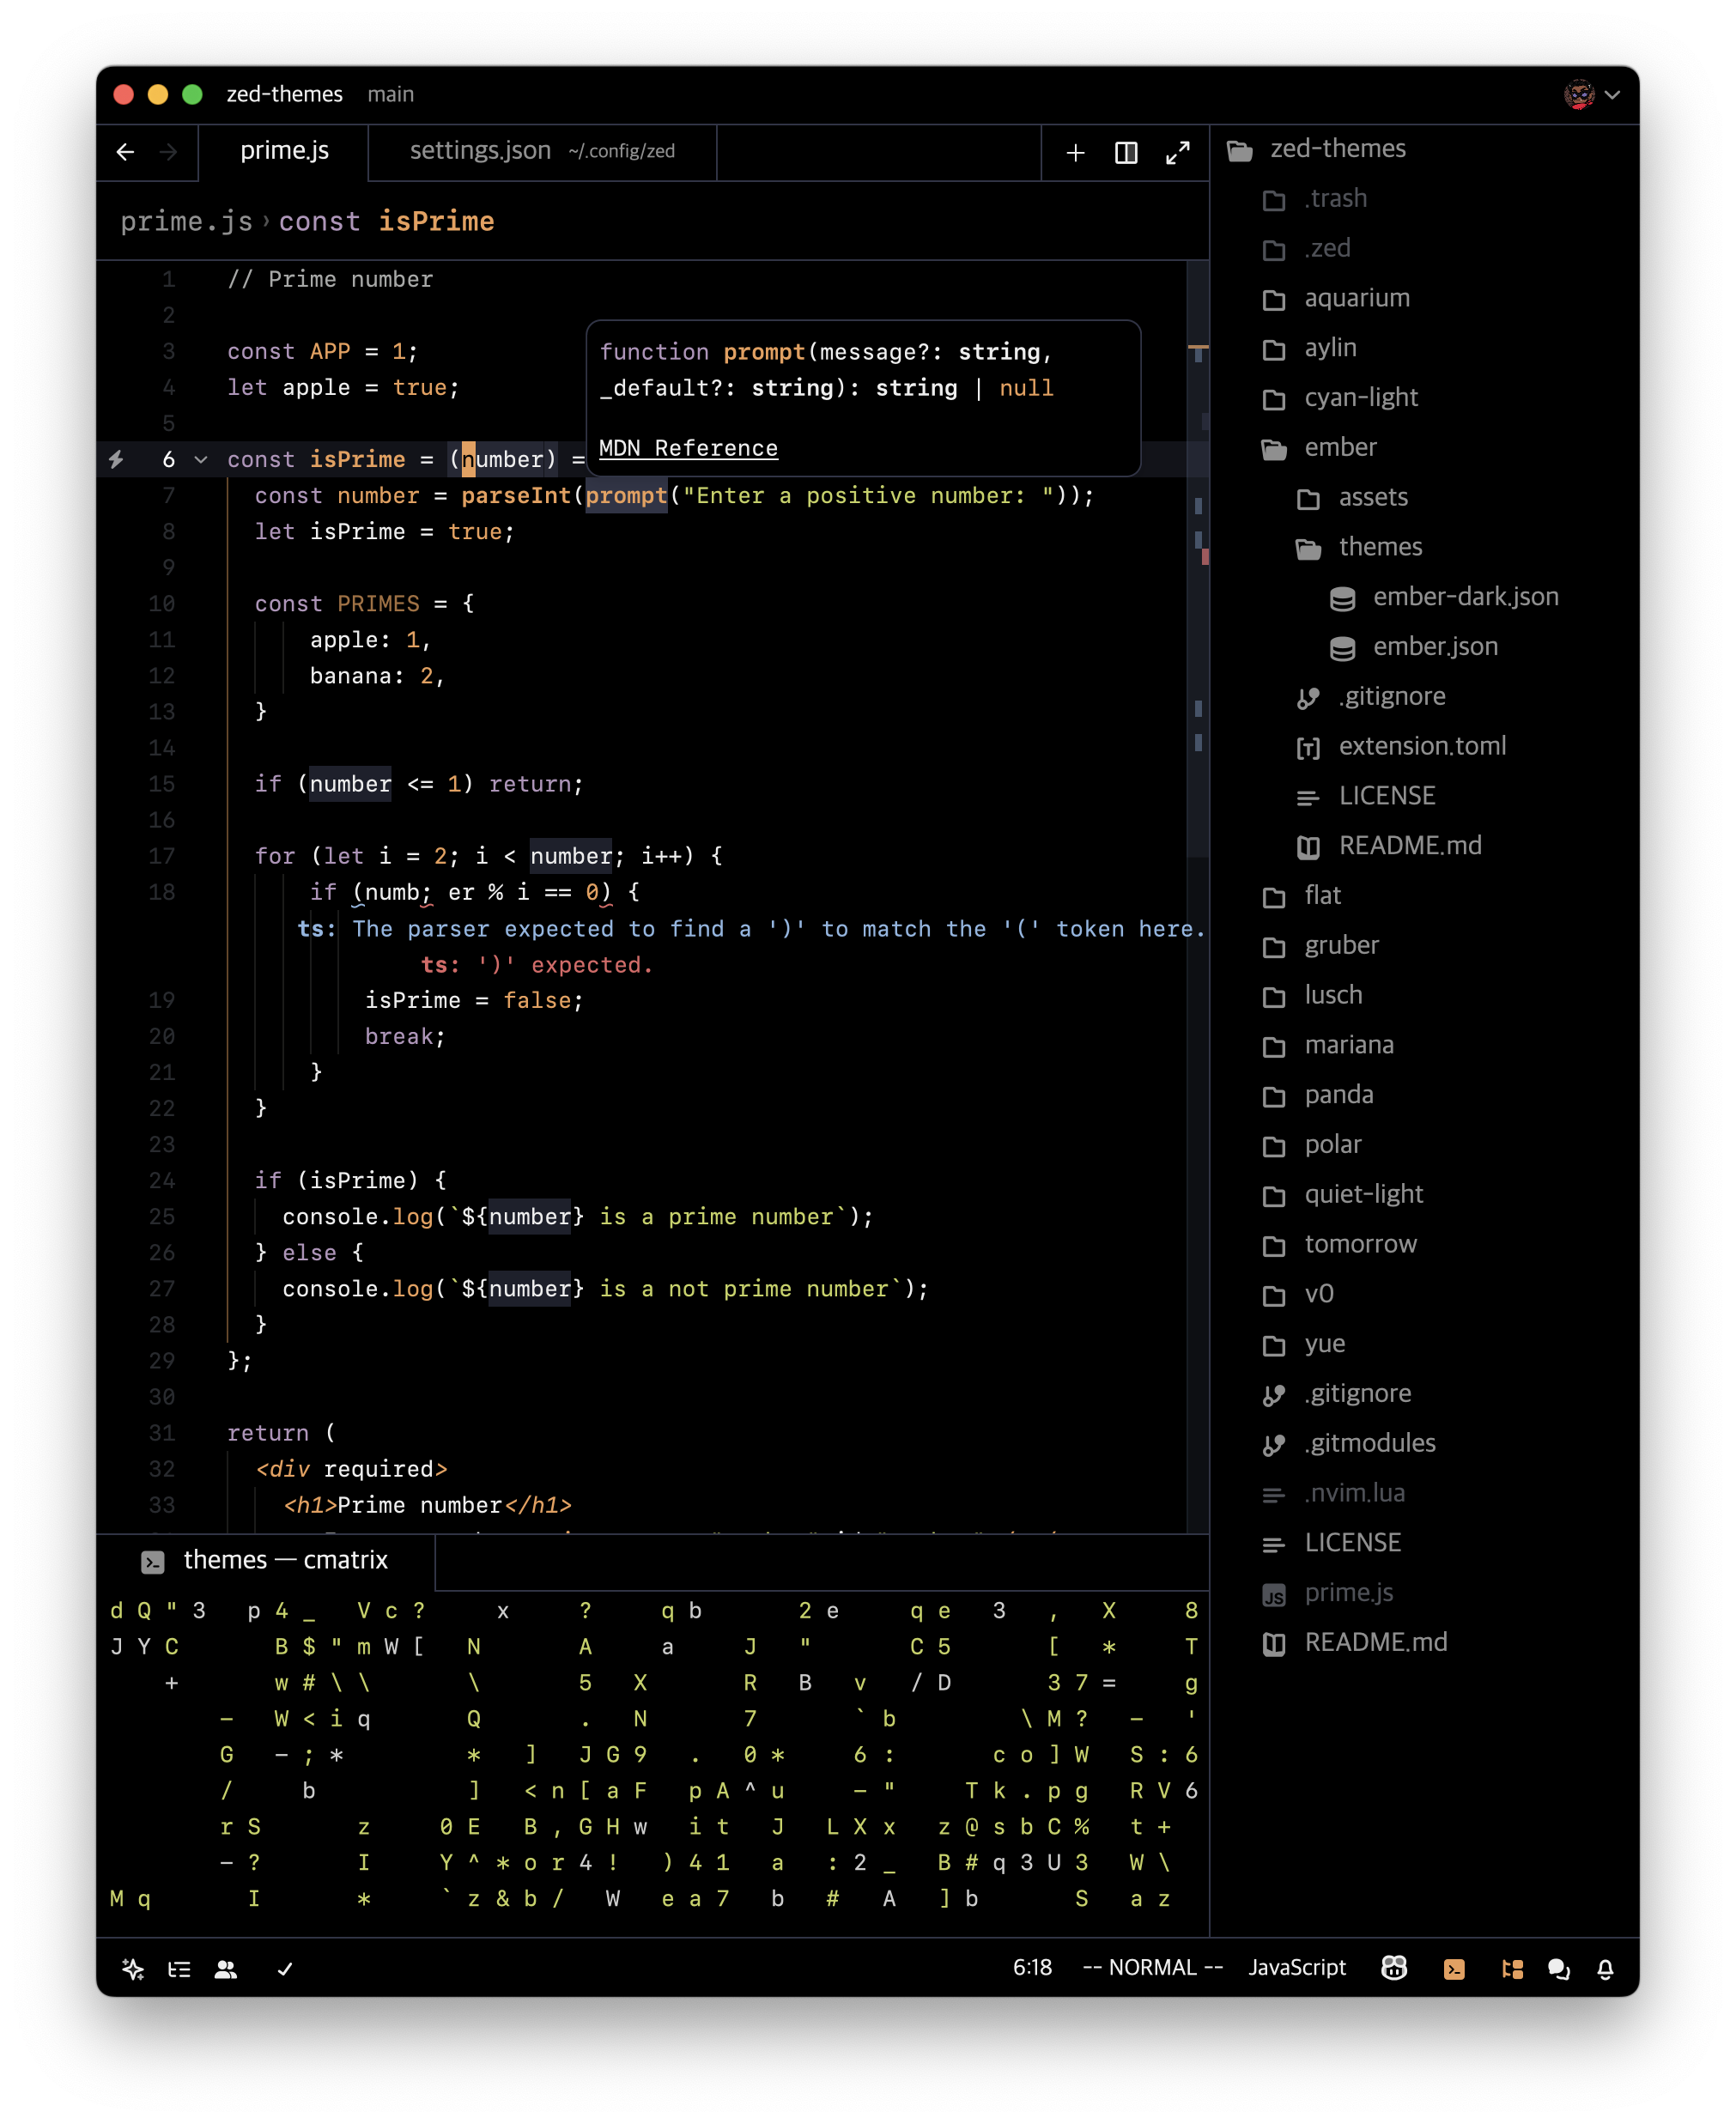 zed-themes main
prime.js
settings.json ~/.config/zed
prime.js › const isPrime
1 // Prime number
2
3 const APP = 1;
4 let apple = true;
5
6 const isPrime = (number) =
function prompt(message?: string,
_default?: string): string | null
MDN Reference
7 const number = parseInt(prompt("Enter a positive number: "));
8 let isPrime = true;
9
10 const PRIMES = {
11 apple: 1,
12 banana: 2,
13 }
14
15 if (number <= 1) return;
16
17 for (let i = 2; i < number; i++) {
18 if (numb; er % i == 0) {
ts: The parser expected to find a ')' to match the '(' token here.
ts: ')' expected.
19 isPrime = false;
20 break;
21 }
22 }
23
24 if (isPrime) {
25 console.log(`${number} is a prime number`);
26 } else {
27 console.log(`${number} is a not prime number`);
28 }
29 };
30
31 return (
32 <div required>
33 <h1>Prime number</h1>
themes — cmatrix
d Q " 3 p 4 _ V c ? x ? q b 2 e q e 3 , X 8
J Y C B $ " m W [ N A a J " C 5 [ * T
+ w # \ \ \ 5 X R B v / D 3 7 = g
– W < i q Q . N 7 ` b \ M ? – '
G – ; * * ] J G 9 . 0 * 6 : c o ] W S : 6
/ b ] < n [ a F p A ^ u – " T k . p g R V 6
r S z 0 E B , G H w i t J L X x z @ s b C % t +
– ? I Y ^ * o r 4 ! ) 4 1 a : 2 _ B # q 3 U 3 W \
M q I * ` z & b / W e a 7 b # A ] b S a z
zed-themes
.trash
.zed
aquarium
aylin
cyan-light
ember
assets
themes
ember-dark.json
ember.json
.gitignore
extension.toml
LICENSE
README.md
flat
gruber
lusch
mariana
panda
polar
quiet-light
tomorrow
v0
yue
.gitignore
.gitmodules
.nvim.lua
LICENSE
prime.js
README.md
6:18 -- NORMAL -- JavaScript